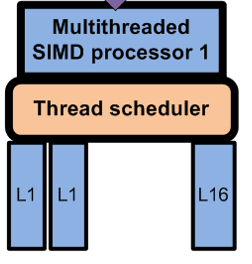 Multithreaded
SIMD processor 1
Thread scheduler
L1 L1 L16